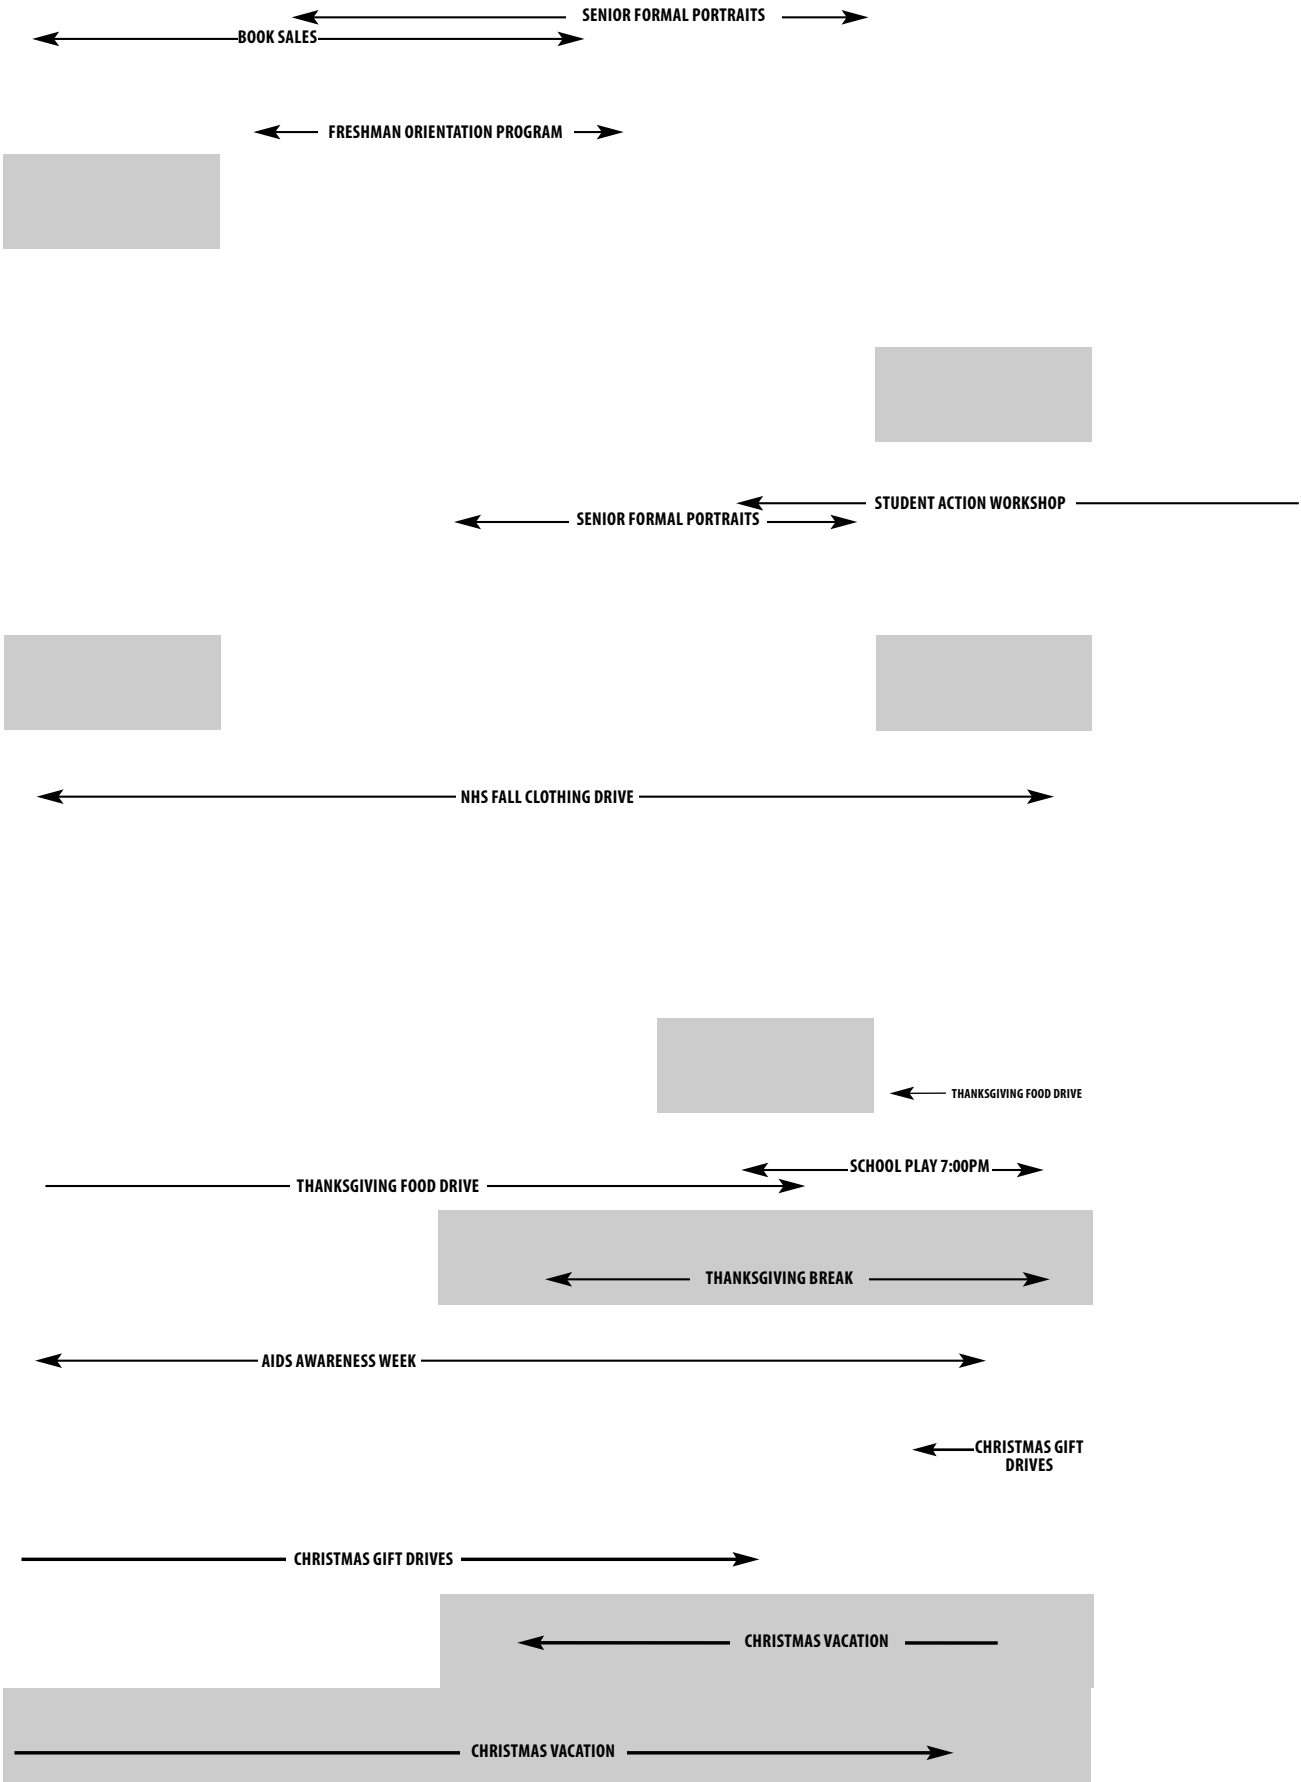 SENIOR FORMAL PORTRAITS
BOOK SALES
FRESHMAN ORIENTATION PROGRAM
STUDENT ACTION WORKSHOP
SENIOR FORMAL PORTRAITS
NHS FALL CLOTHING DRIVE
THANKSGIVING FOOD DRIVE
SCHOOL PLAY 7:00PM
THANKSGIVING FOOD DRIVE
THANKSGIVING BREAK
AIDS AWARENESS WEEK
CHRISTMAS GIFT
DRIVES
CHRISTMAS GIFT DRIVES
CHRISTMAS VACATION
CHRISTMAS VACATION